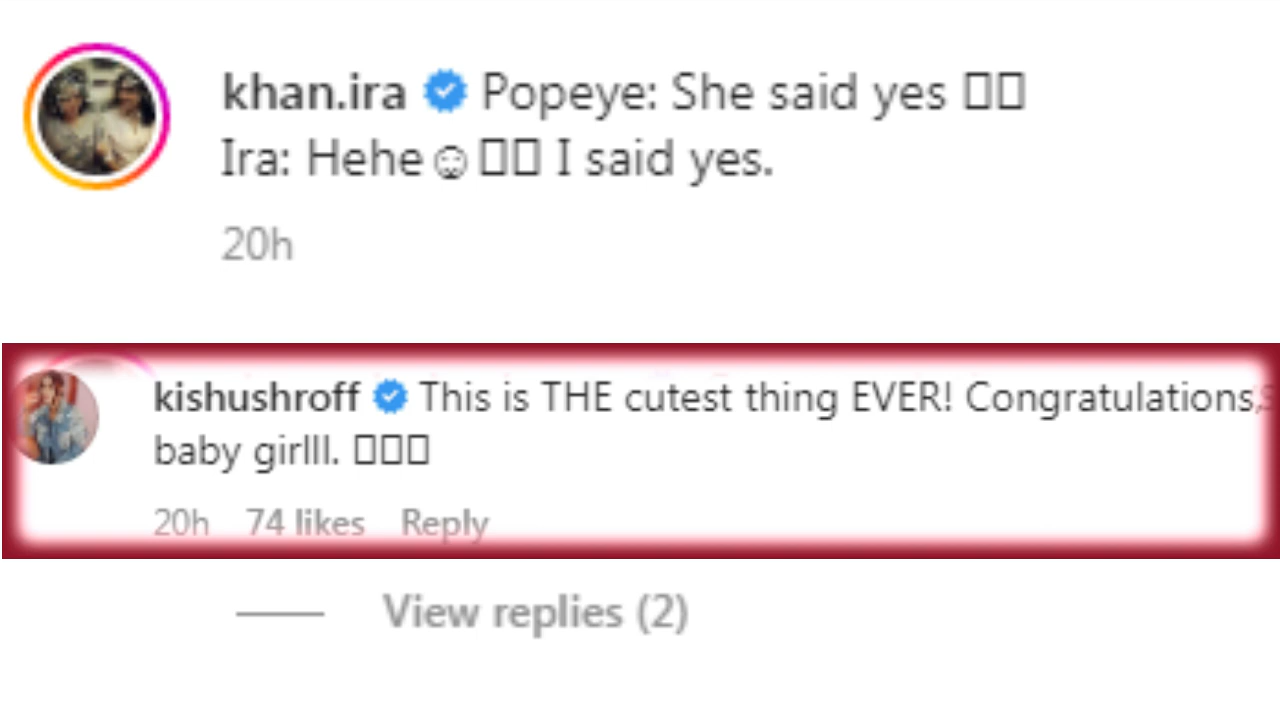 khan.ira Popeye: She said yes □□
Ira: Hehe☺□□ I said yes.
20h
kishushroff This is THE cutest thing EVER! Congratulations,
baby girlll. □□□
20h 74 likes Reply
View replies (2)